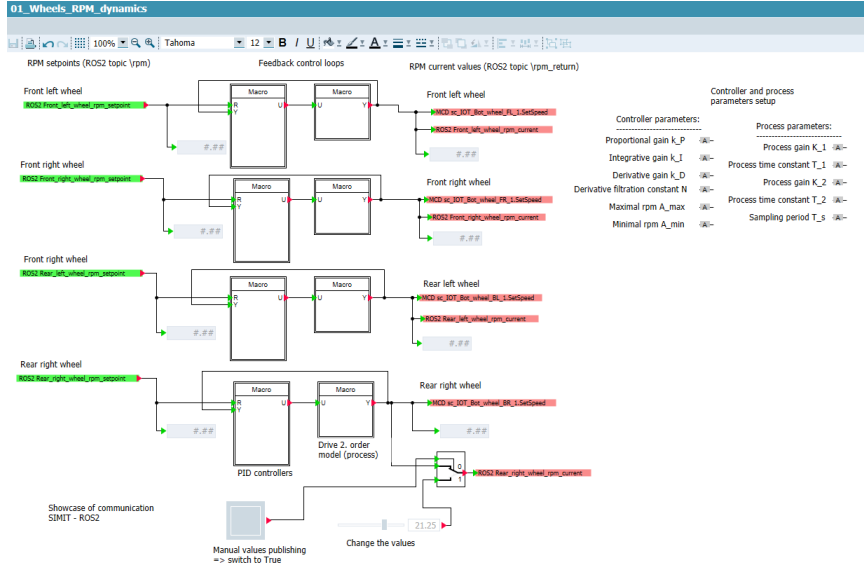 01_Wheels_RPM_dynamics
100% Tahoma 12 B I U A
RPM setpoints (ROS2 topic \rpm)
Feedback control loops
RPM current values (ROS2 topic \rpm_return)
Front left wheel
ROS2 Front_left_wheel_rpm_setpoint
#.##
Macro
R
Y
U
Macro
U
Y
Front left wheel
MCD sc_IOT_Bot_wheel_FL_1.SetSpeed
ROS2 Front_left_wheel_rpm_current
#.##
Front right wheel
ROS2 Front_right_wheel_rpm_setpoint
#.##
Macro
R
Y
U
Macro
U
Y
Front right wheel
MCD sc_IOT_Bot_wheel_FR_1.SetSpeed
ROS2 Front_right_wheel_rpm_current
#.##
Front left wheel
ROS2 Rear_left_wheel_rpm_setpoint
#.##
Macro
R
Y
U
Macro
U
Y
Rear left wheel
MCD sc_IOT_Bot_wheel_BL_1.SetSpeed
ROS2 Rear_left_wheel_rpm_current
#.##
Rear right wheel
ROS2 Rear_right_wheel_rpm_setpoint
#.##
Macro
R
Y
U
PID controllers
Macro
U
Y
Drive 2. order
model (process)
Rear right wheel
MCD sc_IOT_Bot_wheel_BR_1.SetSpeed
#.##
0
1
ROS2 Rear_right_wheel_rpm_current
Showcase of communication
SIMIT - ROS2
Manual values publishing
=> switch to True
21.25
Change the values
Controller and process
parameters setup
Controller parameters:
---------------------------
Proportional gain k_P A
Integrative gain k_I A
Derivative gain k_D A
Derivative filtration constant N A
Maximal rpm A_max A
Minimal rpm A_min A
Process parameters:
---------------------------
Process gain K_1 A
Process time constant T_1 A
Process gain K_2 A
Process time constant T_2 A
Sampling period T_s A